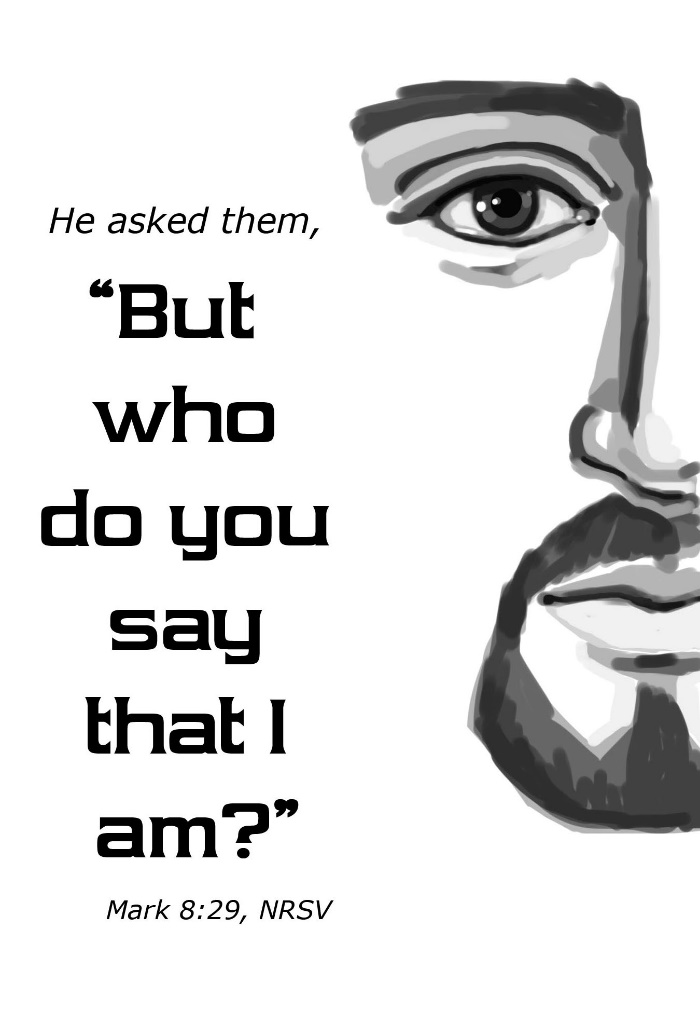 He asked them,
“But
who
do you
say
that I
am?”
Mark 8:29, NRSV